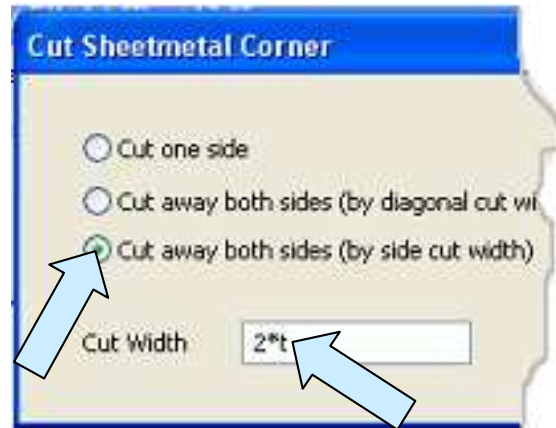 Cut Sheetmetal Corner
Cut one side
Cut away both sides (by diagonal cut wi
Cut away both sides (by side cut width)
Cut Width 2*t